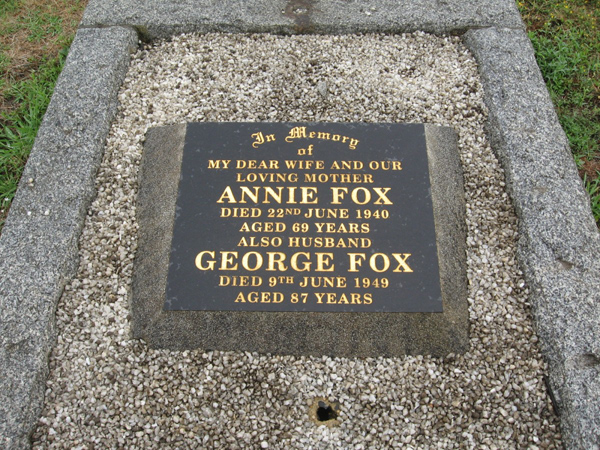 In Memory
of
MY DEAR WIFE AND OUR
LOVING MOTHER
ANNIE FOX
DIED 22ND JUNE 1940
AGED 69 YEARS
ALSO HUSBAND
GEORGE FOX
DIED 9TH JUNE 1949
AGED 87 YEARS